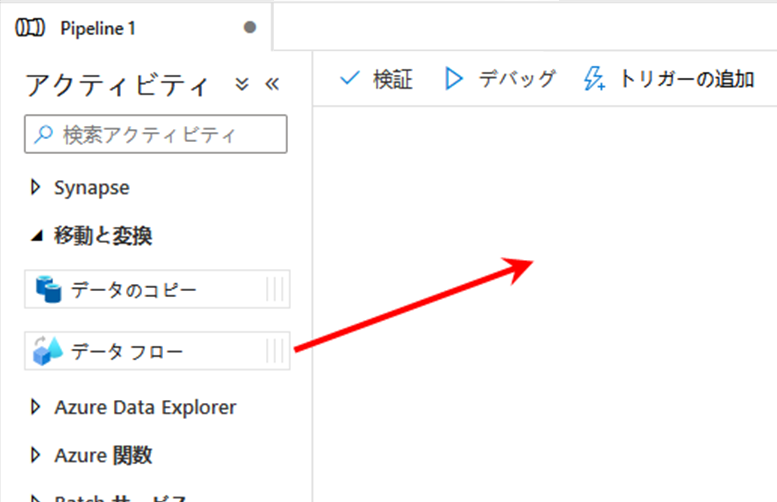 Pipeline 1
アクティビティ
検証 デバッグ トリガーの追加
検索アクティビティ
Synapse
移動と変換
データのコピー
データ フロー
Azure Data Explorer
Azure 関数
Batch サービス